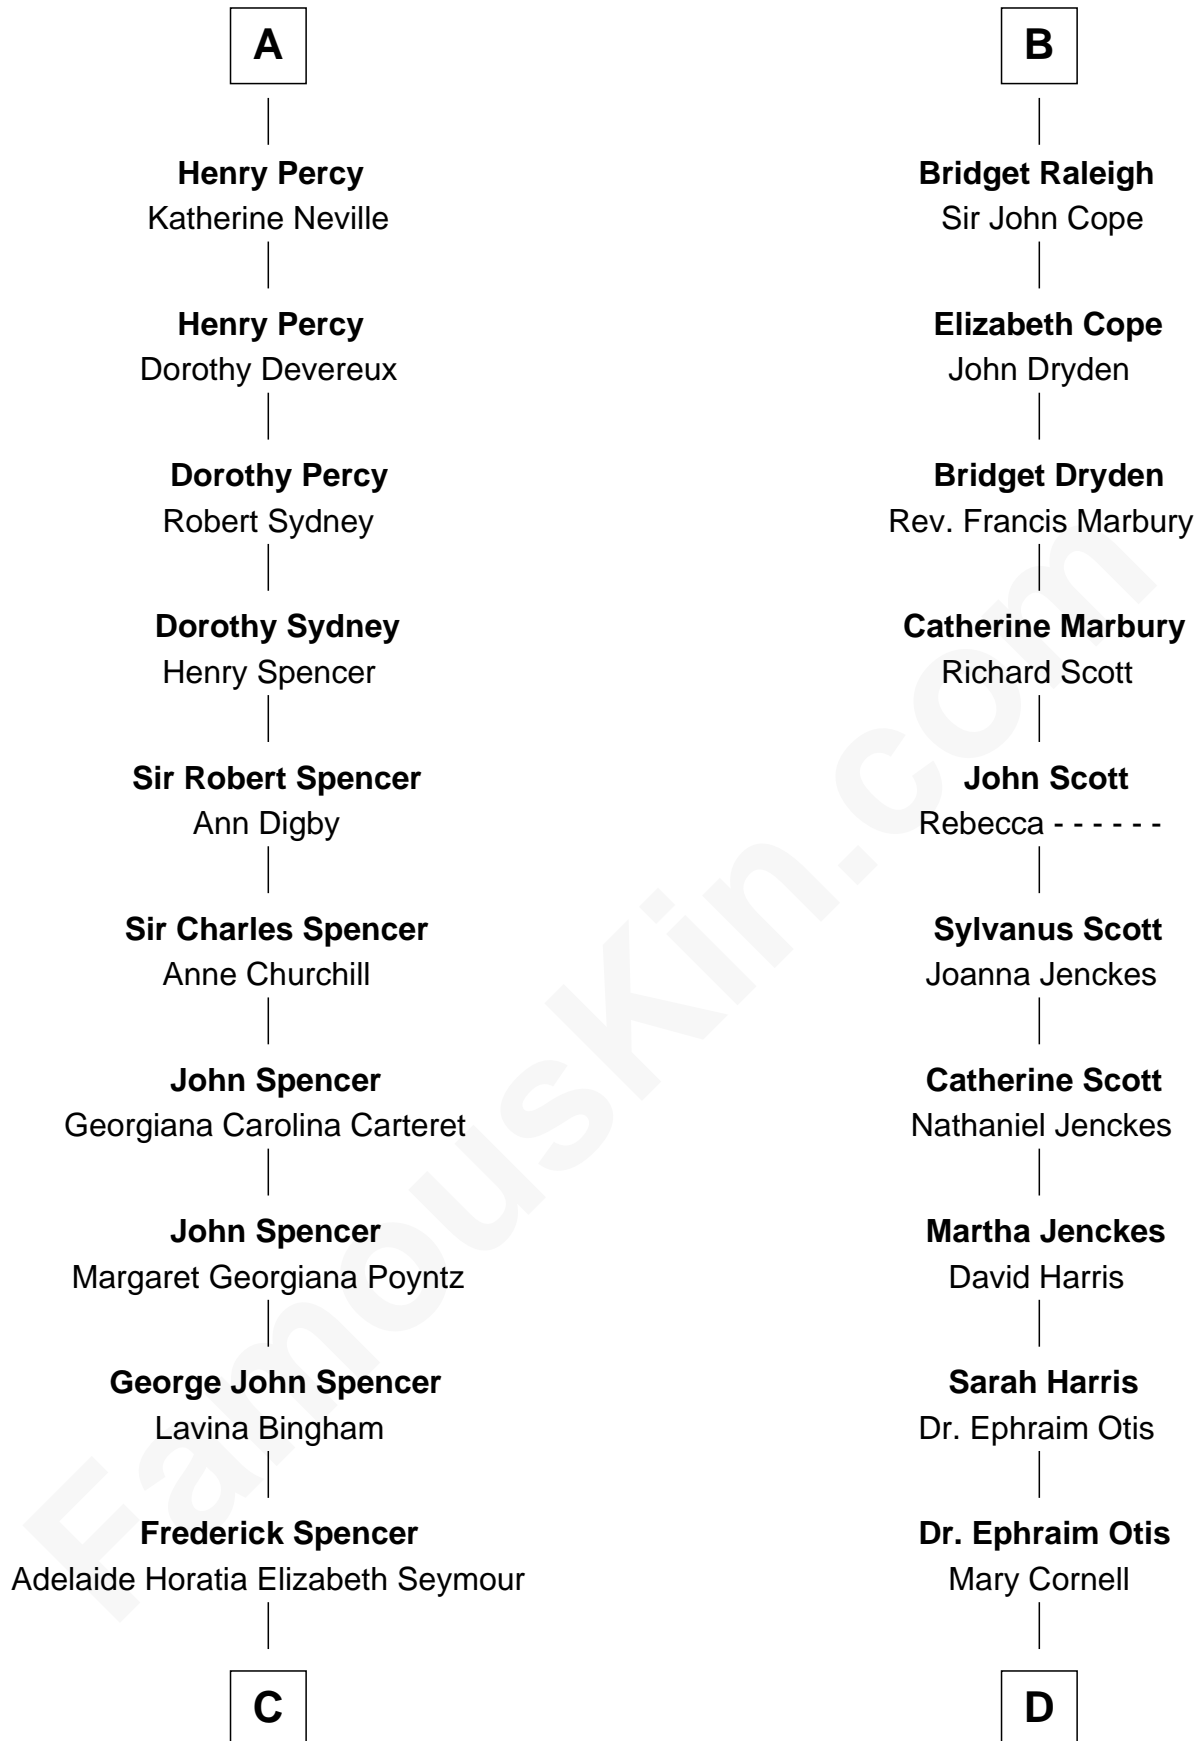 A
Henry Percy
Katherine Neville
Henry Percy
Dorothy Devereux
Dorothy Percy
Robert Sydney
Dorothy Sydney
Henry Spencer
Sir Robert Spencer
Ann Digby
Sir Charles Spencer
Anne Churchill
John Spencer
Georgiana Carolina Carteret
John Spencer
Margaret Georgiana Poyntz
George John Spencer
Lavina Bingham
Frederick Spencer
Adelaide Horatia Elizabeth Seymour
C
B
Bridget Raleigh
Sir John Cope
Elizabeth Cope
John Dryden
Bridget Dryden
Rev. Francis Marbury
Catherine Marbury
Richard Scott
John Scott
Rebecca - - - - - -
Sylvanus Scott
Joanna Jenckes
Catherine Scott
Nathaniel Jenckes
Martha Jenckes
David Harris
Sarah Harris
Dr. Ephraim Otis
Dr. Ephraim Otis
Mary Cornell
D
FamousKin.com